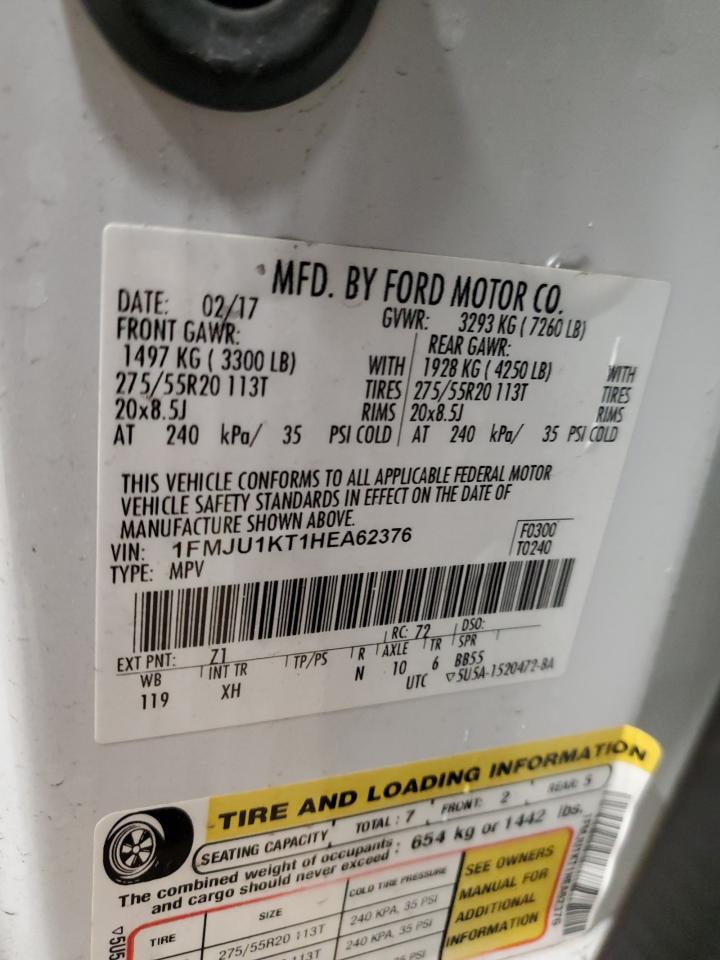 MFD. BY FORD MOTOR CO.
DATE: 02/17 GVWR: 3293 KG ( 7260 LB)
FRONT GAWR: REAR GAWR:
1497 KG ( 3300 LB) WITH 1928 KG ( 4250 LB) WITH
275/55R20 113T TIRES 275/55R20 113T TIRES
20x8.5J RIMS 20x8.5J RIMS
AT 240 kPa/ 35 PSI COLD AT 240 kPa/ 35 PSI COLD
THIS VEHICLE CONFORMS TO ALL APPLICABLE FEDERAL MOTOR
VEHICLE SAFETY STANDARDS IN EFFECT ON THE DATE OF
MANUFACTURE SHOWN ABOVE.
VIN: 1FMJU1KT1HEA62376 F0300
TYPE: MPV T0240
EXT PNT: Z1 RC: 72 DSO:
WB INT TR TP/PS R AXLE TR SPR
119 XH N 10 6 BB55
UTC ▽5U5A-1520472-BA
TIRE AND LOADING INFORMATION
SEATING CAPACITY TOTAL : 7 FRONT: 2 REAR: 5
The combined weight of occupants : 654 kg or 1442 lbs.
and cargo should never exceed
TIRE SIZE COLD TIRE PRESSURE
275/55R20 113T 240 KPA, 35 PSI
113T 240 KPA, 35 PSI
SEE OWNERS
MANUAL FOR
ADDITIONAL
INFORMATION
▽5U5